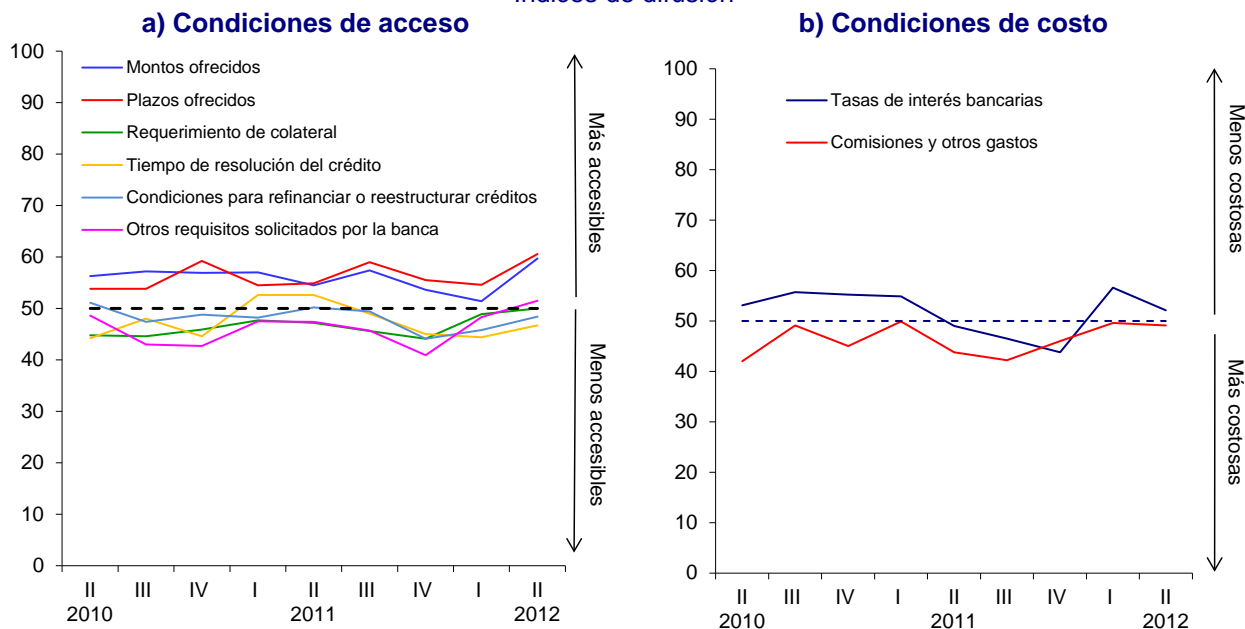 Índices de difusión
a) Condiciones de acceso
100
90
80
70
60
50
40
30
20
10
0
Montos ofrecidos
Plazos ofrecidos
Requerimiento de colateral
Tiempo de resolución del crédito
Condiciones para refinanciar o reestructurar créditos
Otros requisitos solicitados por la banca
Más accesibles
Menos accesibles
II III IV I II III IV I II
2010 2011 2012
b) Condiciones de costo
100
90
80
70
60
50
40
30
20
10
0
Tasas de interés bancarias
Comisiones y otros gastos
Menos costosas
Más costosas
II III IV I II III IV I II
2010 2011 2012